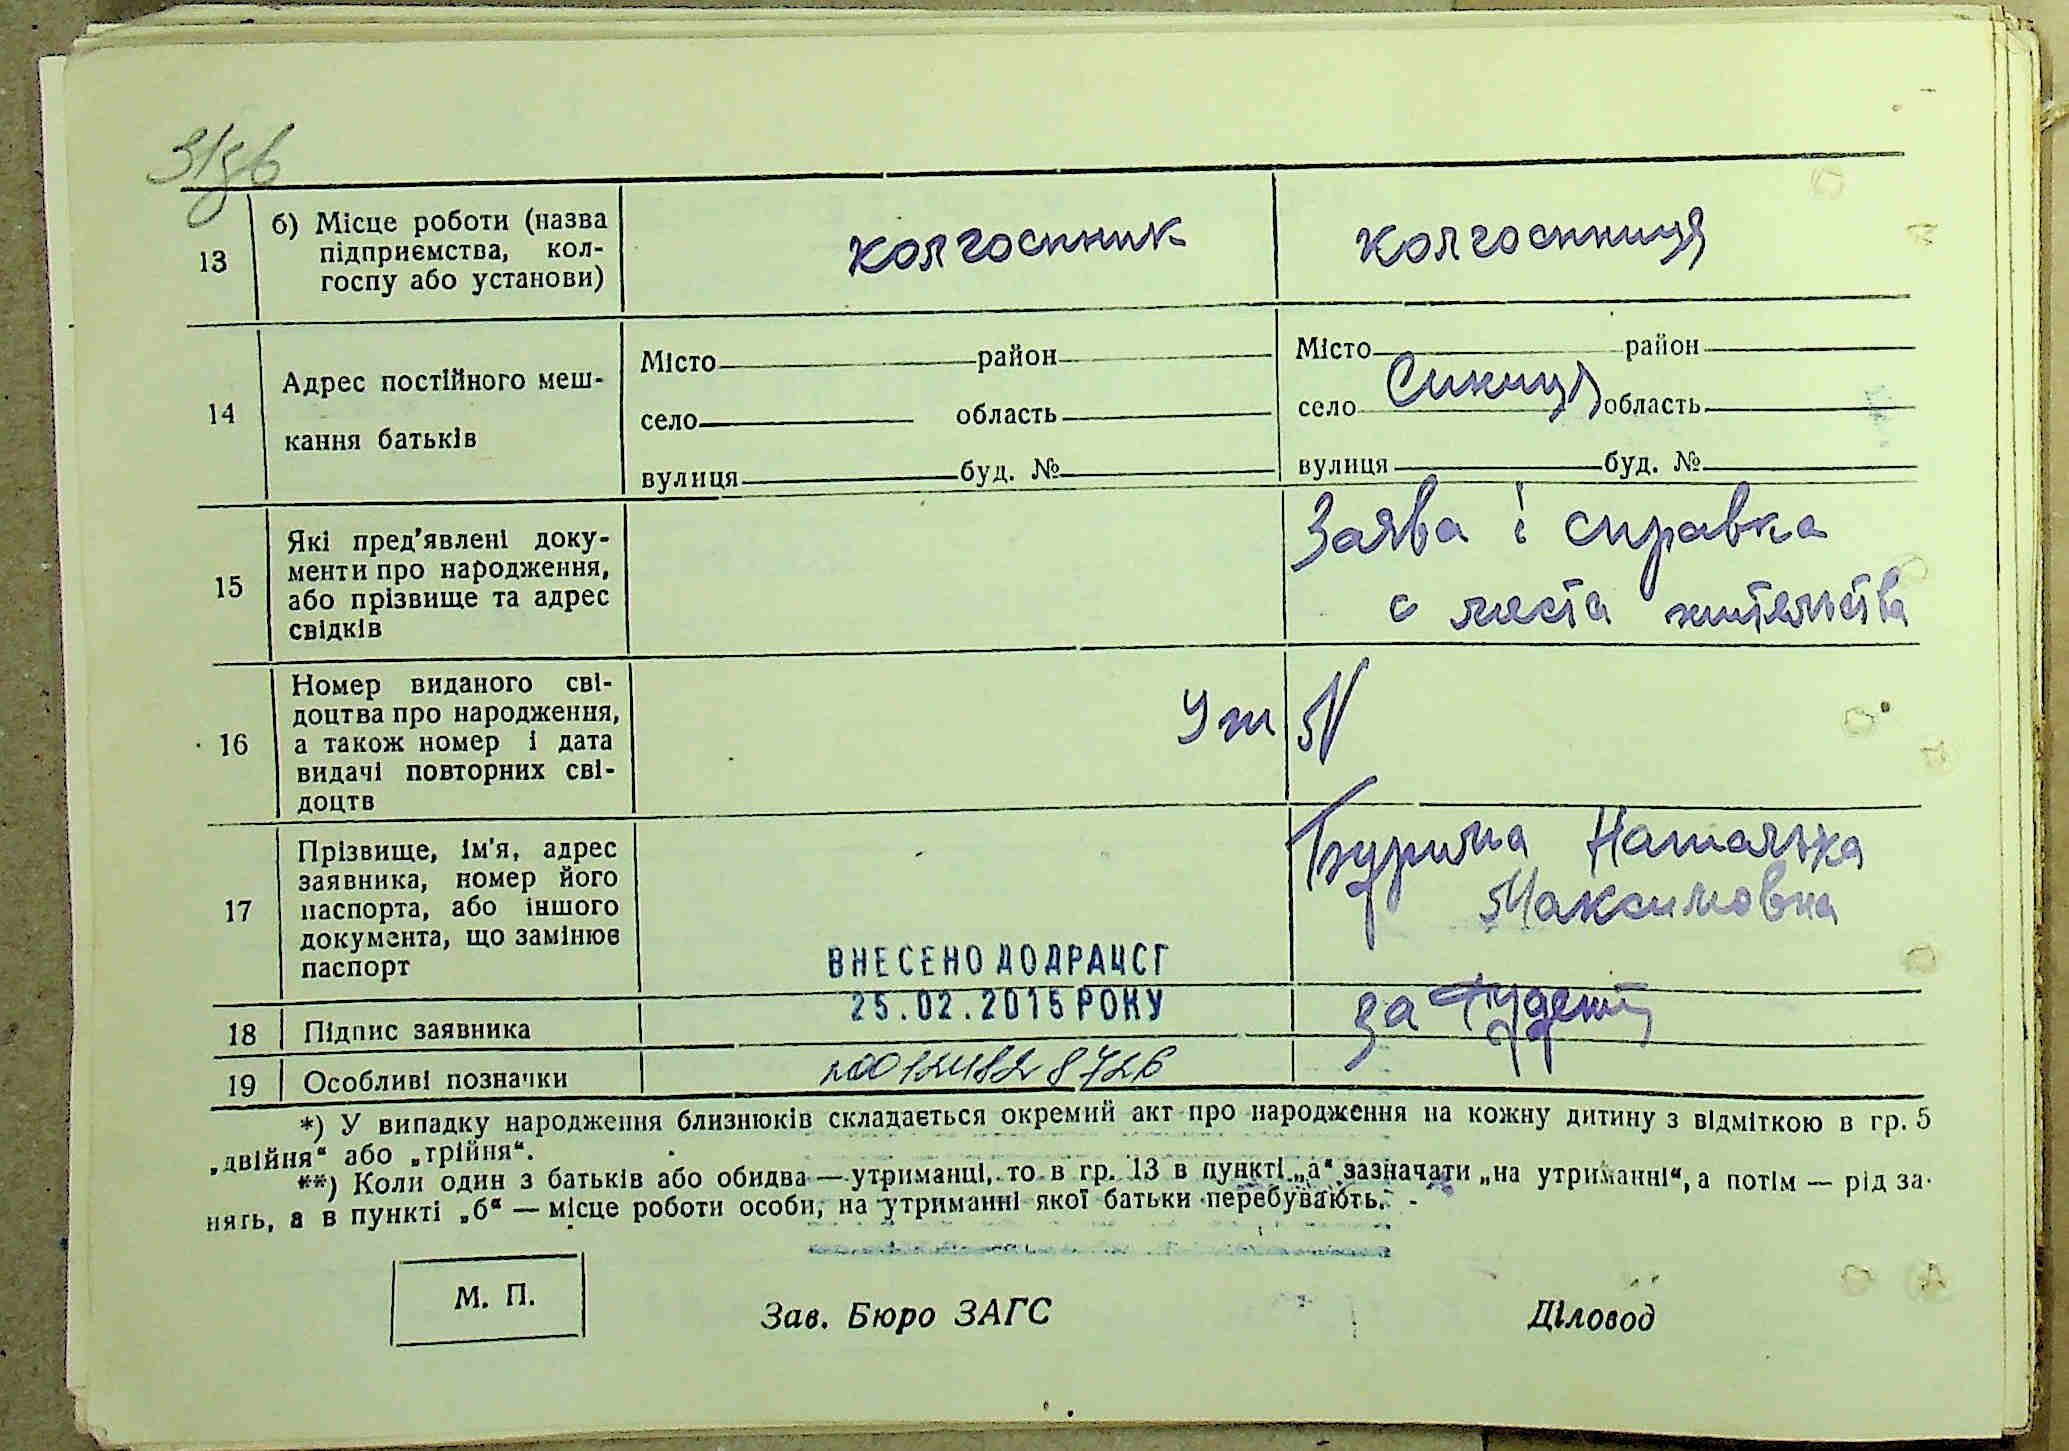 13
б) Місце роботи (назва
підприємства, кол-
госпу або установи)
колгоспник
колгоспниця
14
Адрес постійного меш-
кання батьків
Місто район
село область
вулиця буд. №
Місто район
село Синиця область
вулиця буд. №
15
Які пред'явлені доку-
менти про народження,
або прізвище та адрес
свідків
Заява і справка
с места жительства
16
Номер виданого сві-
доцтва про народження,
а також номер і дата
видачі повторних сві-
доцтв
17
Прізвище, ім'я, адрес
заявника, номер його
паспорта, або іншого
документа, що замінює
паспорт
Бурима Наталька
Максимовна
ВНЕСЕНО ДО ДРАЦСГ
25.02.2015 РОКУ
18
Підпис заявника
за
19
Особливі позначки
*) У випадку народження близнюків складається окремий акт про народження на кожну дитину з відміткою в гр. 5
„двійня“ або „трійня“.
**) Коли один з батьків або обидва — утриманці, то в гр. 13 в пункті „а“ зазначати „на утриманні“, а потім — рід за-
нять, а в пункті „б“ — місце роботи особи, на утриманні якої батьки перебувають.
М. П.
Зав. Бюро ЗАГС
Діловод